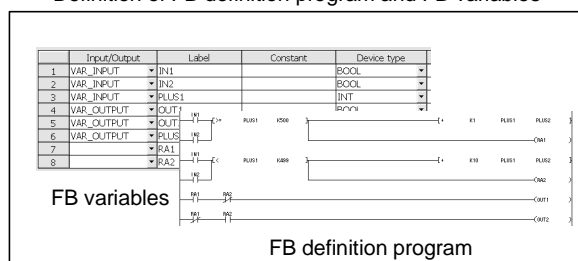 Definition of FB definition program and FB variables
Input/Output Label Constant Device type
1 VAR_INPUT IN1 BOOL
2 VAR_INPUT IN2 BOOL
3 VAR_INPUT PLUS1 INT
4 VAR_OUTPUT OUT1 BOOL
5 VAR_OUTPUT OUT
6 VAR_OUTPUT PLUS
7 RA1
8 RA2
IN1 [>= PLUS1 K500 ] [+ K1 PLUS1 PLUS2 ]
IN2 (RA1 )
IN1 [< PLUS1 K499 ] [+ K10 PLUS1 PLUS2 ]
IN2 (RA2 )
RA1 RA2 (OUT1 )
RA1 RA2 (OUT2 )
FB variables
FB definition program